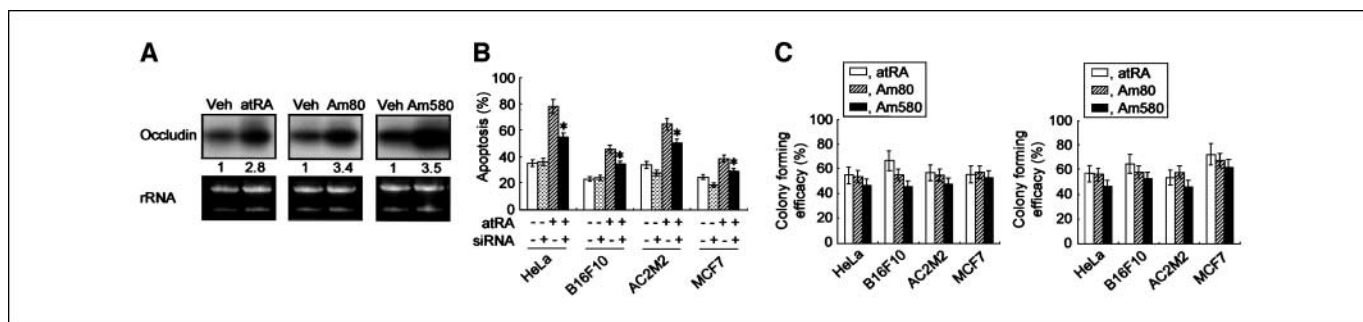 A
Veh atRA
Veh Am80
Veh Am580
Occludin
1 2.8
1 3.4
1 3.5
rRNA
B
Apoptosis (%)
100
80
60
40
20
0
* * * *
atRA
- - + + - - + + - - + + - - + +
siRNA
- + - + - + - + - + - + - + - +
HeLa
B16F10
AC2M2
MCF7
C
, atRA
, Am80
, Am580
Colony forming
efficacy (%)
100
80
60
40
20
0
HeLa
B16F10
AC2M2
MCF7
, atRA
, Am80
, Am580
Colony forming
efficacy (%)
100
80
60
40
20
0
HeLa
B16F10
AC2M2
MCF7